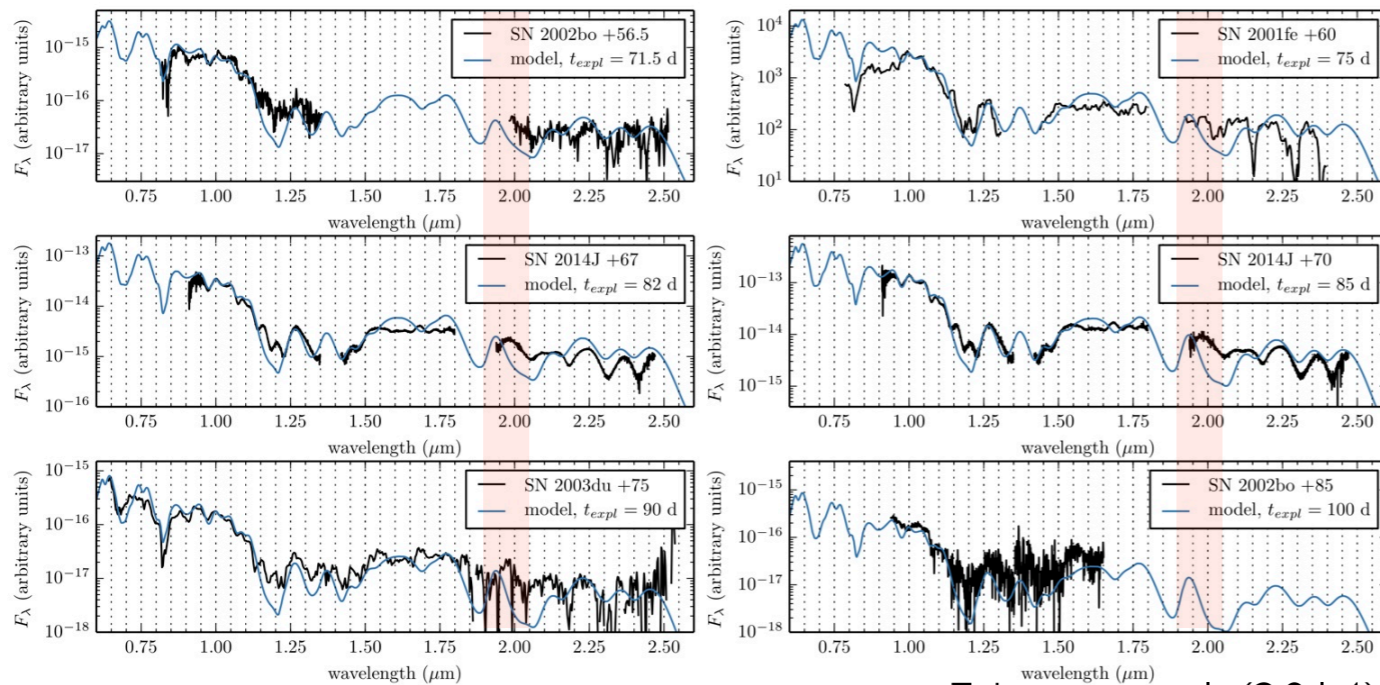 SN 2002bo +56.5
model, t_expl = 71.5 d
F_λ (arbitrary units)
10⁻¹⁵
10⁻¹⁶
10⁻¹⁷
0.75 1.00 1.25 1.50 1.75 2.00 2.25 2.50
wavelength (μm)
SN 2001fe +60
model, t_expl = 75 d
F_λ (arbitrary units)
10⁴
10³
10²
10¹
0.75 1.00 1.25 1.50 1.75 2.00 2.25 2.50
wavelength (μm)
SN 2014J +67
model, t_expl = 82 d
F_λ (arbitrary units)
10⁻¹³
10⁻¹⁴
10⁻¹⁵
10⁻¹⁶
0.75 1.00 1.25 1.50 1.75 2.00 2.25 2.50
wavelength (μm)
SN 2014J +70
model, t_expl = 85 d
F_λ (arbitrary units)
10⁻¹³
10⁻¹⁴
10⁻¹⁵
0.75 1.00 1.25 1.50 1.75 2.00 2.25 2.50
wavelength (μm)
SN 2003du +75
model, t_expl = 90 d
F_λ (arbitrary units)
10⁻¹⁵
10⁻¹⁶
10⁻¹⁷
10⁻¹⁸
0.75 1.00 1.25 1.50 1.75 2.00 2.25 2.50
wavelength (μm)
SN 2002bo +85
model, t_expl = 100 d
F_λ (arbitrary units)
10⁻¹⁵
10⁻¹⁶
10⁻¹⁷
10⁻¹⁸
0.75 1.00 1.25 1.50 1.75 2.00 2.25 2.50
wavelength (μm)